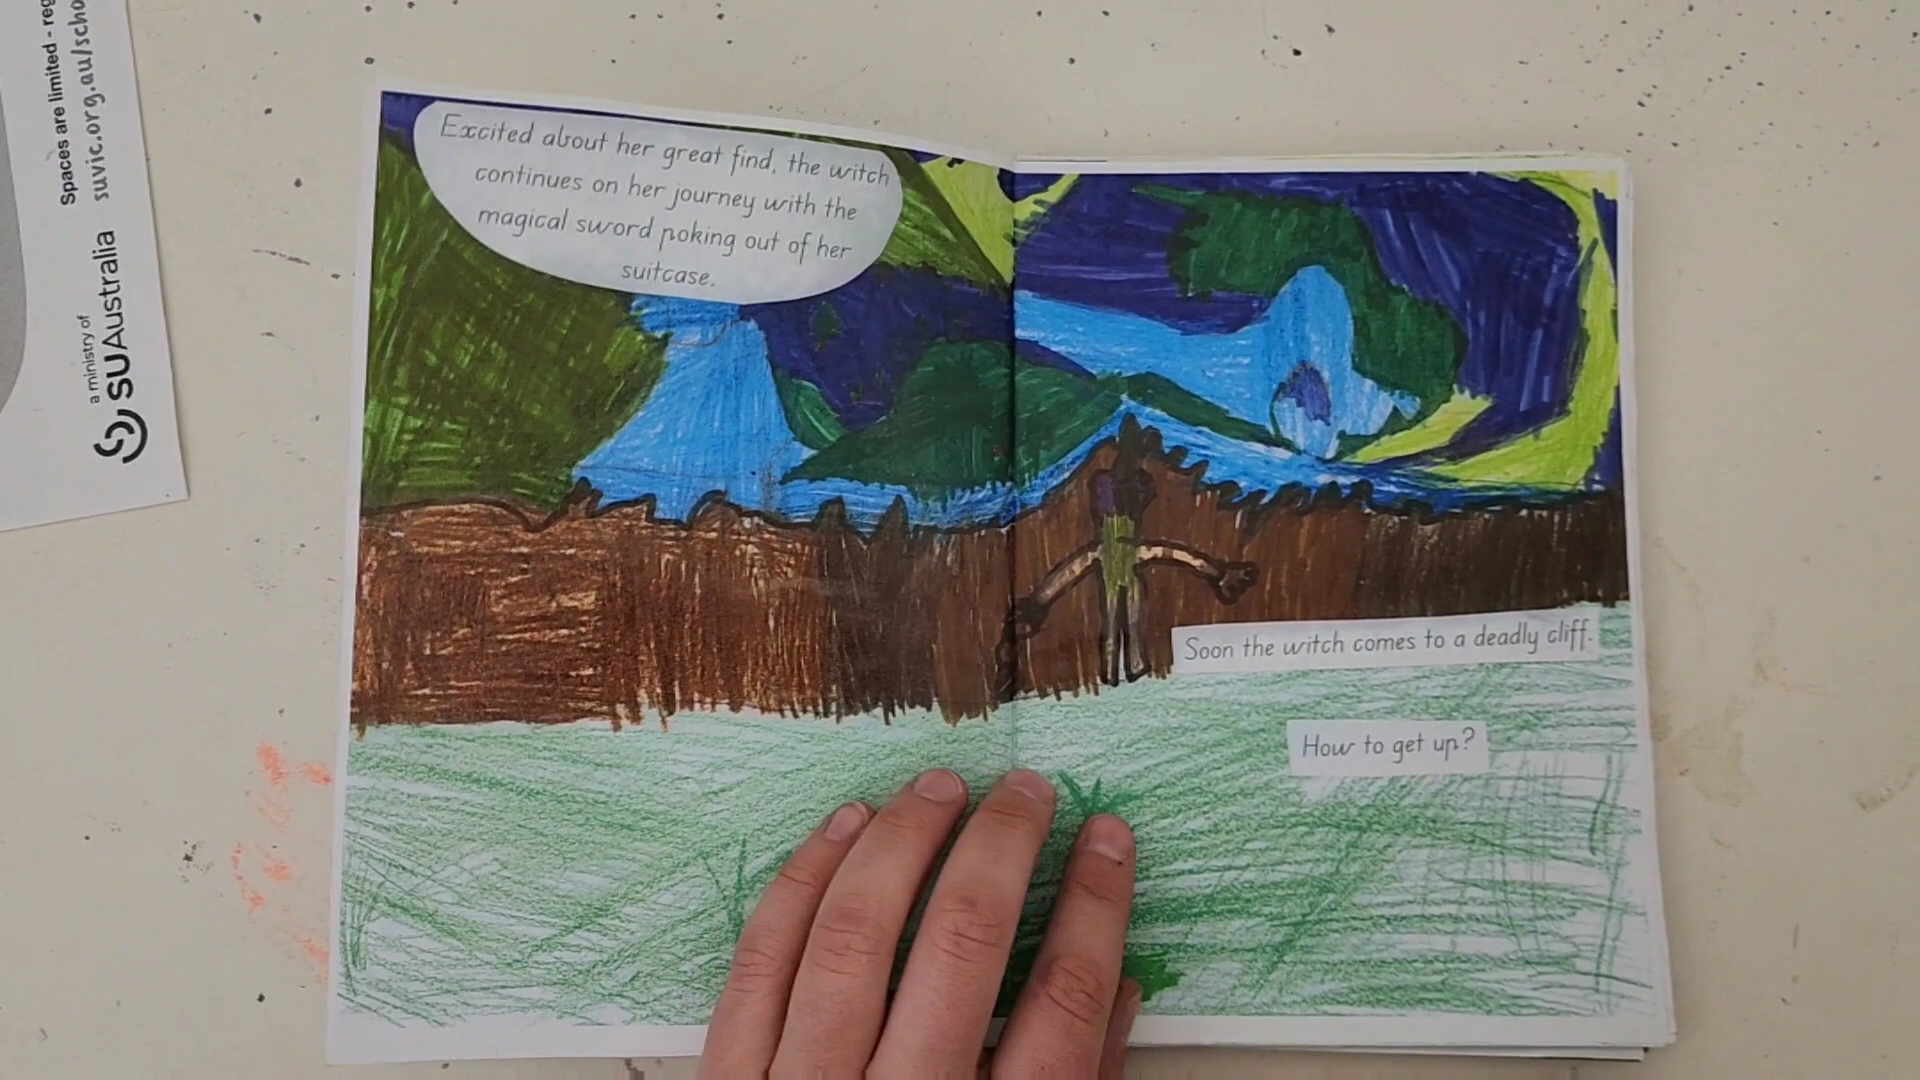 Spaces are limited - reg
suvic.org.au/scho
a ministry of
SUAustralia
Excited about her great find, the witch
continues on her journey with the
magical sword poking out of her
suitcase.
Soon the witch comes to a deadly cliff.
How to get up?